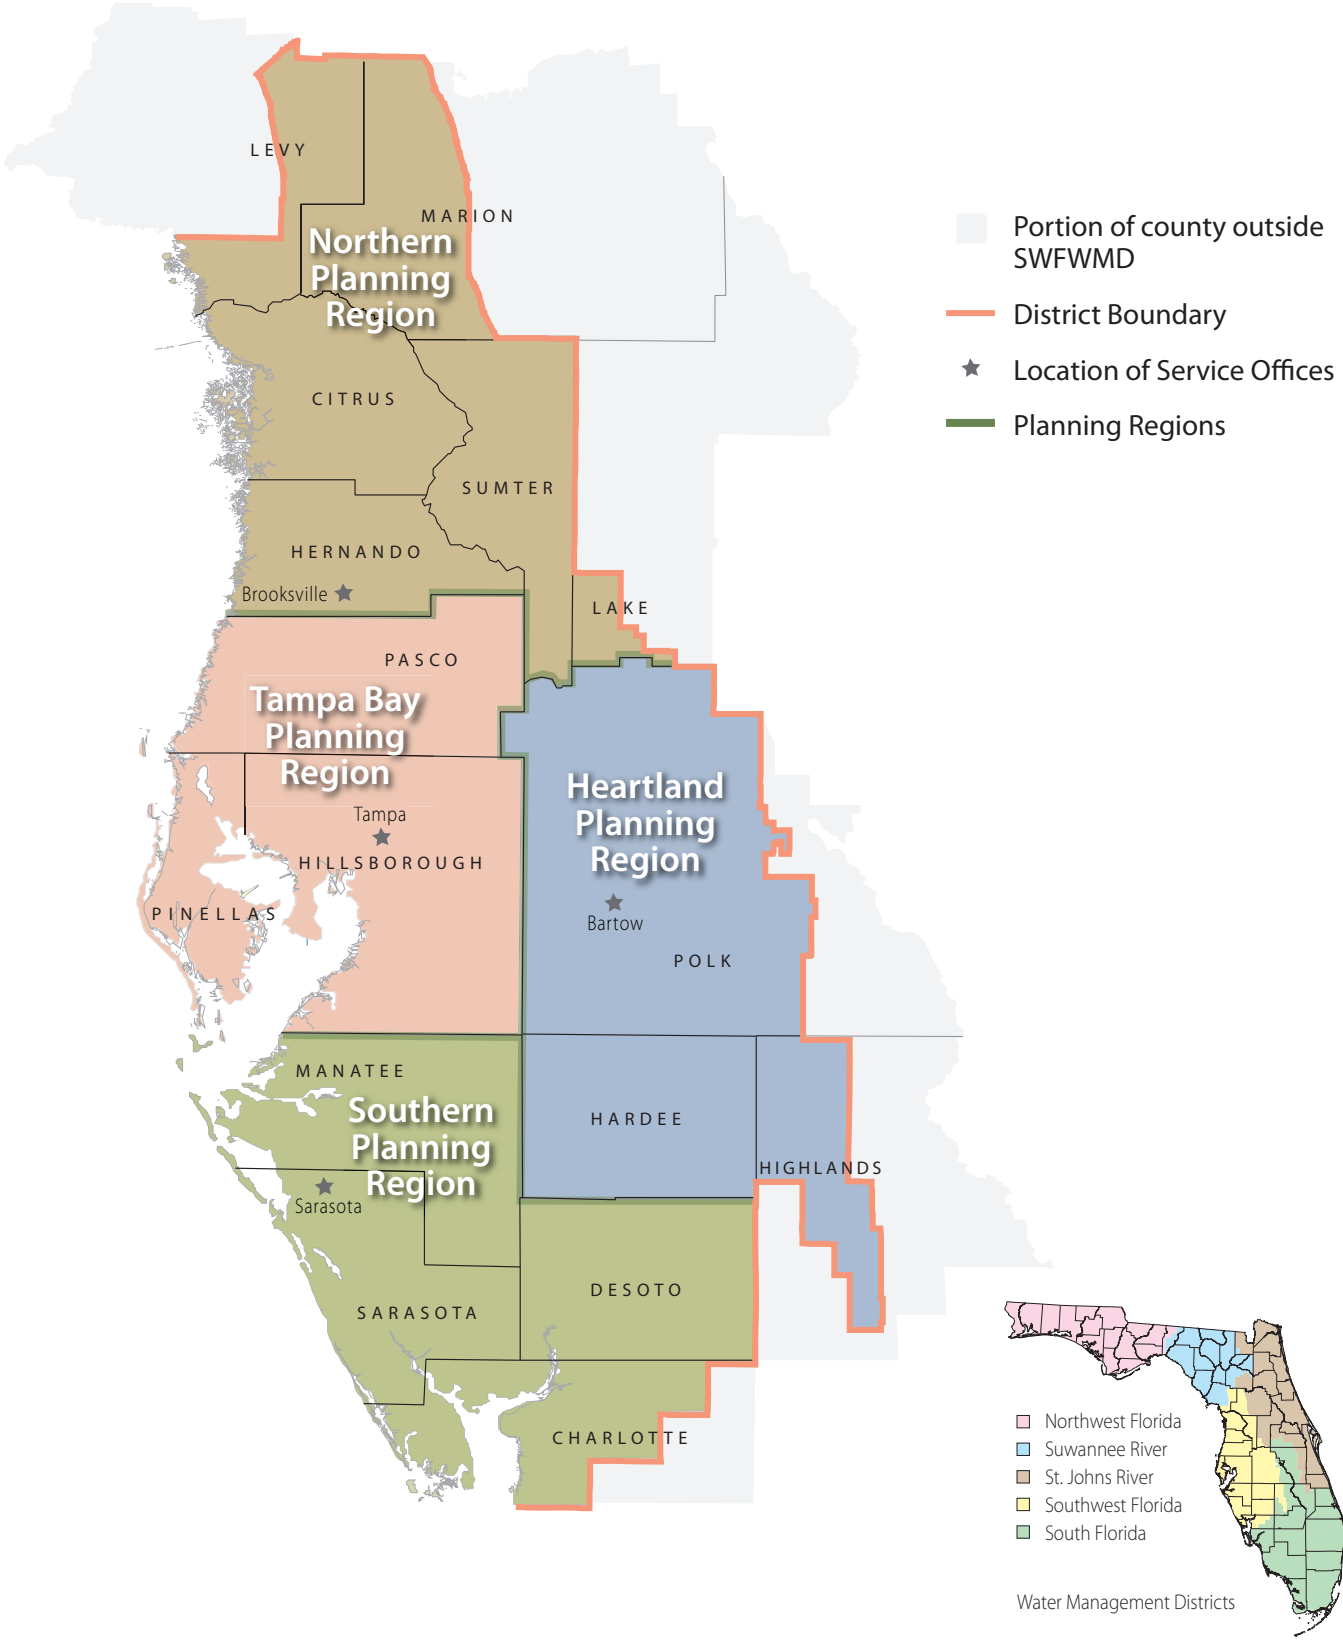 LEVY
MARION
Northern
Planning
Region
CITRUS
SUMTER
HERNANDO
Brooksville
LAKE
PASCO
Tampa Bay
Planning
Region
Tampa
HILLSBOROUGH
PINELLAS
Heartland
Planning
Region
Bartow
POLK
MANATEE
Southern
Planning
Region
HARDEE
HIGHLANDS
Sarasota
DESOTO
SARASOTA
CHARLOTTE
Portion of county outside
SWFWMD
District Boundary
Location of Service Offices
Planning Regions
Northwest Florida
Suwannee River
St. Johns River
Southwest Florida
South Florida
Water Management Districts